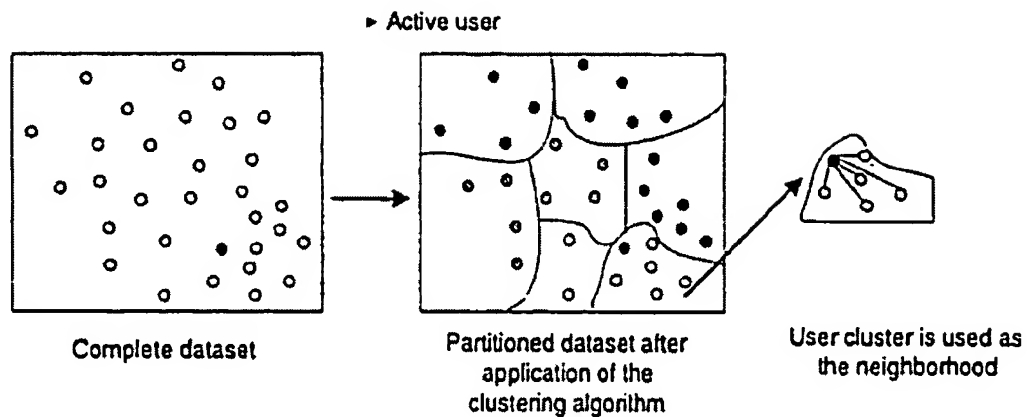 ▸ Active user
Complete dataset
Partitioned dataset after
application of the
clustering algorithm
User cluster is used as
the neighborhood